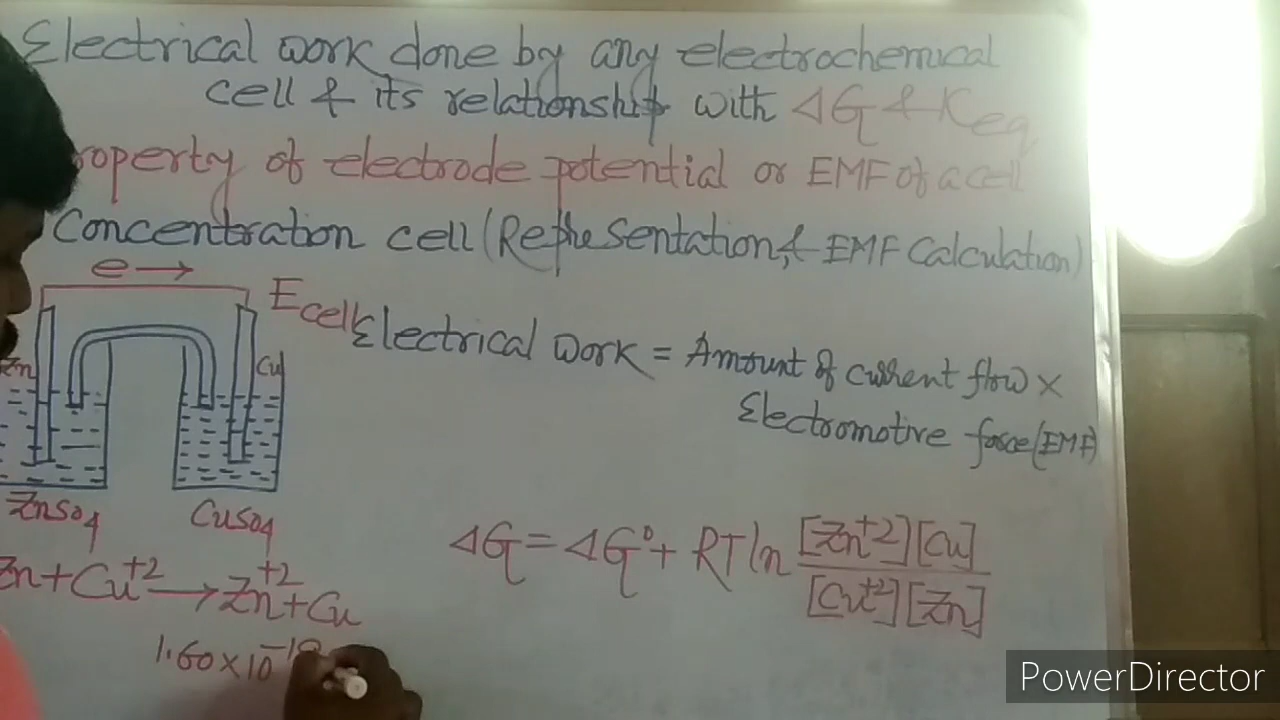 Electrical work done by any electrochemical
cell & its relationship with ΔG & Keq
roperty of electrode potential or EMF of a cell
Concentration cell (Representation, & EMF Calculation)
e→
Ecell
Electrical work = Amount of current flow ×
Electromotive force (EMF)
Zn
Cu
ZnSO4
CuSO4
ΔG = ΔG° + RT ln [Zn+2][Cu] / [Cu+2][Zn]
Zn + Cu+2 → Zn+2 + Cu
1.60 × 10
PowerDirector